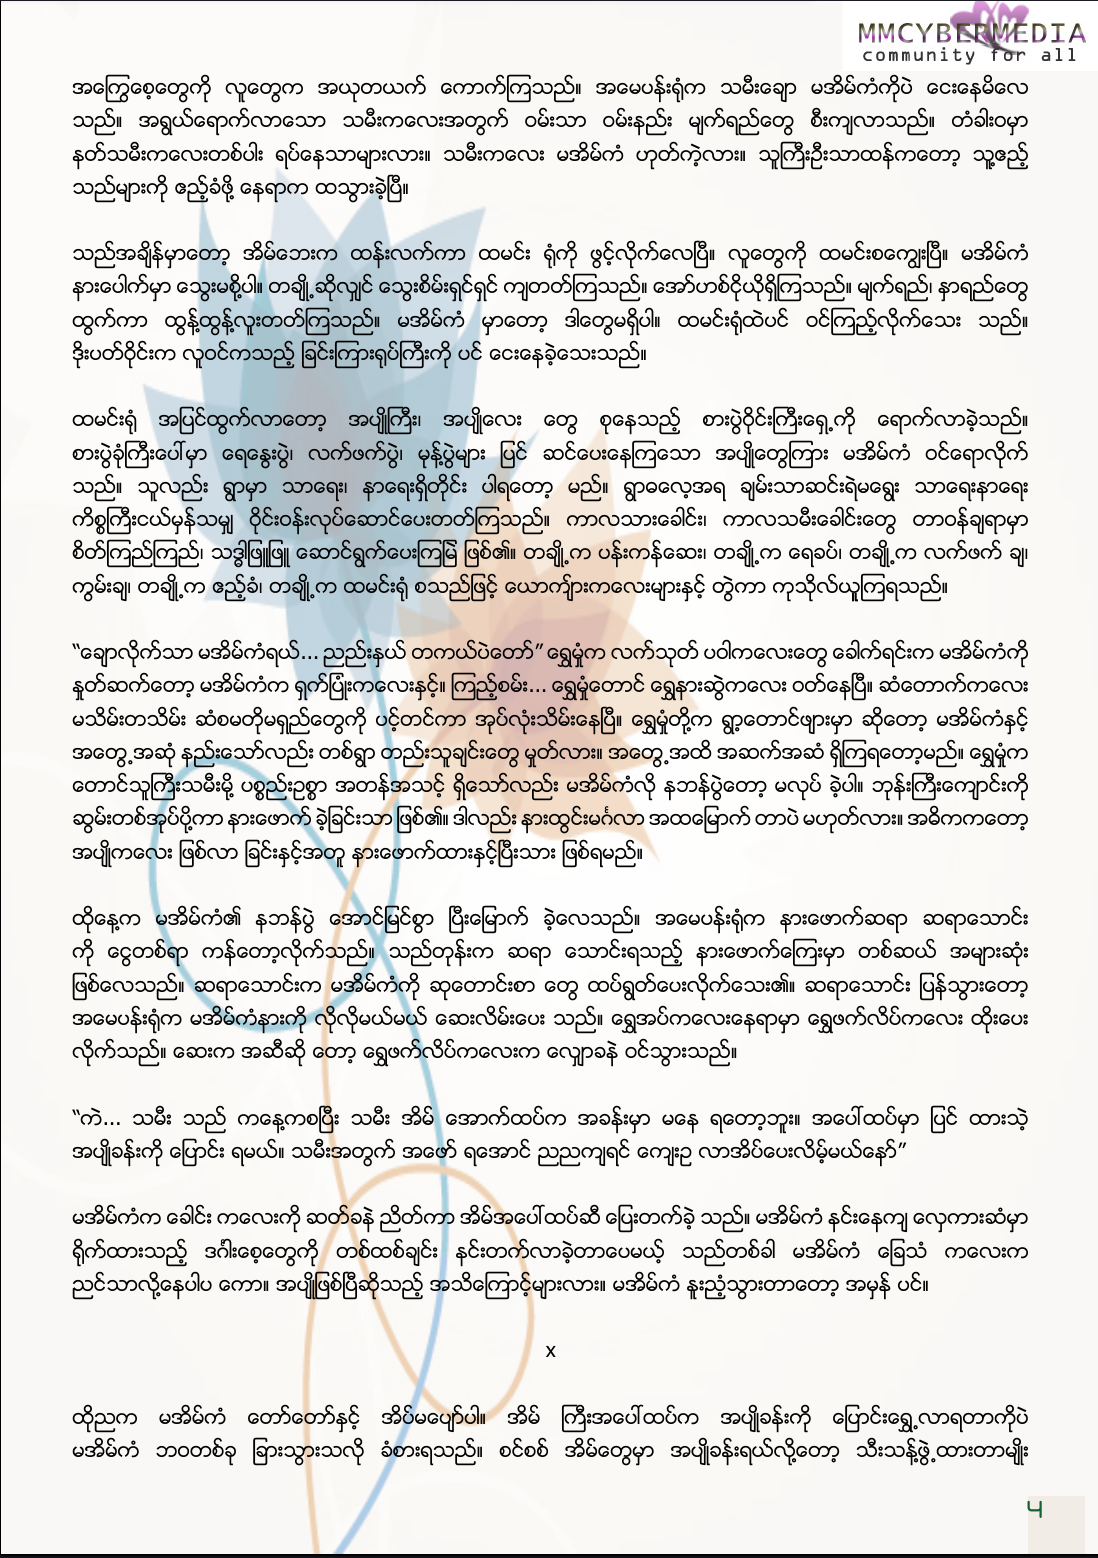 MMCYBERMEDIA
community for all
အကြွေစေ့တွေကို လူတွေက အယုတယက် ကောက်ကြသည်။ အမေပန်းရုံက သမီးချော မအိမ်ကံကိုပဲ ငေးနေမိလေ
သည်။ အရွယ်ရောက်လာသော သမီးကလေးအတွက် ဝမ်းသာ ဝမ်းနည်း မျက်ရည်တွေ စီးကျလာသည်။ တံခါးဝမှာ
နတ်သမီးကလေးတစ်ပါး ရပ်နေသာများလား။ သမီးကလေး မအိမ်ကံ ဟုတ်ကဲ့လား။ သူကြီးဦးသာထန်ကတော့ သူ့ဧည့်
သည်များကို ဧည့်ခံဖို့ နေရာက ထသွားခဲ့ပြီ။
သည်အချိန်မှာတော့ အိမ်ဘေးက ထန်းလက်ကာ ထမင်း ရုံကို ဖွင့်လိုက်လေပြီ။ လူတွေကို ထမင်းစကျွေးပြီ။ မအိမ်ကံ
နားပေါက်မှာ သွေးမစို့ပါ။ တချို့ဆိုလျှင် သွေးစိမ်းရှင်ရှင် ကျတတ်ကြသည်။ အော်ဟစ်ငိုယိုရှိကြသည်။ မျက်ရည်၊ နှာရည်တွေ
ထွက်ကာ ထွန့်ထွန့်လူးတတ်ကြသည်။ မအိမ်ကံ မှာတော့ ဒါတွေမရှိပါ။ ထမင်းရုံထဲပင် ဝင်ကြည့်လိုက်သေး သည်။
ဒိုးပတ်ဝိုင်းက လူဝင်ကသည့် ခြင်းကြားရုပ်ကြီးကို ပင် ငေးနေခဲ့သေးသည်။
ထမင်းရုံ အပြင်ထွက်လာတော့ အပျိုကြီး၊ အပျိုလေး တွေ စုနေသည့် စားပွဲဝိုင်းကြီးရှေ့ကို ရောက်လာခဲ့သည်။
စားပွဲခုံကြီးပေါ်မှာ ရေနွေးပွဲ၊ လက်ဖက်ပွဲ၊ မုန့်ပွဲများ ပြင် ဆင်ပေးနေကြသော အပျိုတွေကြား မအိမ်ကံ ဝင်ရောလိုက်
သည်။ သူလည်း ရွာမှာ သာရေး၊ နာရေးရှိတိုင်း ပါရတော့ မည်။ ရွာဓလေ့အရ ချမ်းသာဆင်းရဲမရွေး သာရေးနာရေး
ကိစ္စကြီးငယ်မှန်သမျှ ဝိုင်းဝန်းလုပ်ဆောင်ပေးတတ်ကြသည်။ ကာလသားခေါင်း၊ ကာလသမီးခေါင်းတွေ တာဝန်ချရာမှာ
စိတ်ကြည်ကြည်၊ သဒ္ဓါဖြူဖြူ ဆောင်ရွက်ပေးကြမြဲ ဖြစ်၏။ တချို့က ပန်းကန်ဆေး၊ တချို့က ရေခပ်၊ တချို့က လက်ဖက် ချ၊
ကွမ်းချ၊ တချို့က ဧည့်ခံ၊ တချို့က ထမင်းရုံ စသည်ဖြင့် ယောကျ်ားကလေးများနှင့် တွဲကာ ကုသိုလ်ယူကြရသည်။
“ချောလိုက်သာ မအိမ်ကံရယ်... ညည်းနှယ် တကယ်ပဲတော်” ရွှေမှုံက လက်သုတ် ပဝါကလေးတွေ ခေါက်ရင်းက မအိမ်ကံကို
နှုတ်ဆက်တော့ မအိမ်ကံက ရှက်ပြုံးကလေးနှင့်။ ကြည့်စမ်း... ရွှေမှုံတောင် ရွှေနားဆွဲကလေး ဝတ်နေပြီ။ ဆံတောက်ကလေး
မသိမ်းတသိမ်း ဆံစမတိုမရှည်တွေကို ပင့်တင်ကာ အုပ်လုံးသိမ်းနေပြီ။ ရွှေမှုံတို့က ရွာ့တောင်ဖျားမှာ ဆိုတော့ မအိမ်ကံနှင့်
အတွေ့အဆုံ နည်းသော်လည်း တစ်ရွာ တည်းသူချင်းတွေ မှုတ်လား။ အတွေ့အထိ အဆက်အဆံ ရှိကြရတော့မည်။ ရွှေမှုံက
တောင်သူကြီးသမီးမို့ ပစ္စည်းဥစ္စာ အတန်အသင့် ရှိသော်လည်း မအိမ်ကံလို နဘန်ပွဲတော့ မလုပ် ခဲ့ပါ။ ဘုန်းကြီးကျောင်းကို
ဆွမ်းတစ်အုပ်ပို့ကာ နားဖောက် ခဲ့ခြင်းသာ ဖြစ်၏။ ဒါလည်း နားထွင်းမင်္ဂလာ အထမြောက် တာပဲ မဟုတ်လား။ အဓိကကတော့
အပျိုကလေး ဖြစ်လာ ခြင်းနှင့်အတူ နားဖောက်ထားနှင့်ပြီးသား ဖြစ်ရမည်။
ထိုနေ့က မအိမ်ကံ၏ နဘန်ပွဲ အောင်မြင်စွာ ပြီးမြောက် ခဲ့လေသည်။ အမေပန်းရုံက နားဖောက်ဆရာ ဆရာသောင်း
ကို ငွေတစ်ရာ ကန်တော့လိုက်သည်။ သည်တုန်းက ဆရာ သောင်းရသည့် နားဖောက်ကြေးမှာ တစ်ဆယ် အများဆုံး
ဖြစ်လေသည်။ ဆရာသောင်းက မအိမ်ကံကို ဆုတောင်းစာ တွေ ထပ်ရွတ်ပေးလိုက်သေး၏။ ဆရာသောင်း ပြန်သွားတော့
အမေပန်းရုံက မအိမ်ကံနားကို လိုလိုမယ်မယ် ဆေးလိမ်းပေး သည်။ ရွှေအပ်ကလေးနေရာမှာ ရွှေဖက်လိပ်ကလေး ထိုးပေး
လိုက်သည်။ ဆေးက အဆီဆို တော့ ရွှေဖက်လိပ်ကလေးက လျှောခနဲ ဝင်သွားသည်။
“ကဲ... သမီး သည် ကနေ့ကစပြီး သမီး အိမ် အောက်ထပ်က အခန်းမှာ မနေ ရတော့ဘူး။ အပေါ်ထပ်မှာ ပြင် ထားသဲ့
အပျိုခန်းကို ပြောင်း ရမယ်။ သမီးအတွက် အဖော် ရအောင် ညညကျရင် ကျေးဥ လာအိပ်ပေးလိမ့်မယ်နော်”
မအိမ်ကံက ခေါင်း ကလေးကို ဆတ်ခနဲ ညိတ်ကာ အိမ်အပေါ်ထပ်ဆီ ပြေးတက်ခဲ့ သည်။ မအိမ်ကံ နင်းနေကျ လှေကားဆံမှာ
ရိုက်ထားသည့် ဒင်္ဂါးစေ့တွေကို တစ်ထစ်ချင်း နင်းတက်လာခဲ့တာပေမယ့် သည်တစ်ခါ မအိမ်ကံ ခြေသံ ကလေးက
ညင်သာလို့နေပါပ ကော။ အပျိုဖြစ်ပြီဆိုသည့် အသိကြောင့်များလား။ မအိမ်ကံ နူးညံ့သွားတာတော့ အမှန် ပင်။
x
ထိုညက မအိမ်ကံ တော်တော်နှင့် အိပ်မပျော်ပါ။ အိမ် ကြီးအပေါ်ထပ်က အပျိုခန်းကို ပြောင်းရွှေ့လာရတာကိုပဲ
မအိမ်ကံ ဘဝတစ်ခု ခြားသွားသလို ခံစားရသည်။ စင်စစ် အိမ်တွေမှာ အပျိုခန်းရယ်လို့တော့ သီးသန့်ဖွဲ့ထားတာမျိုး
၄